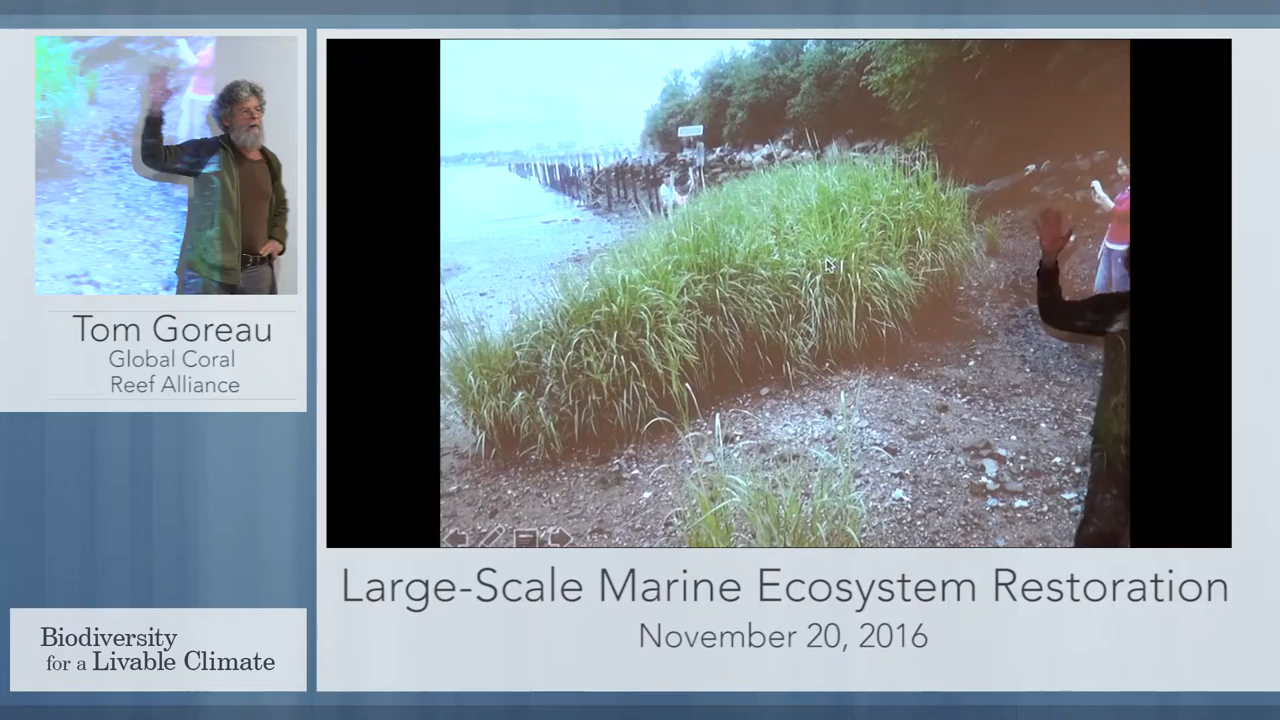 Tom Goreau
Global Coral
Reef Alliance
Large-Scale Marine Ecosystem Restoration
November 20, 2016
Biodiversity
for a Livable Climate